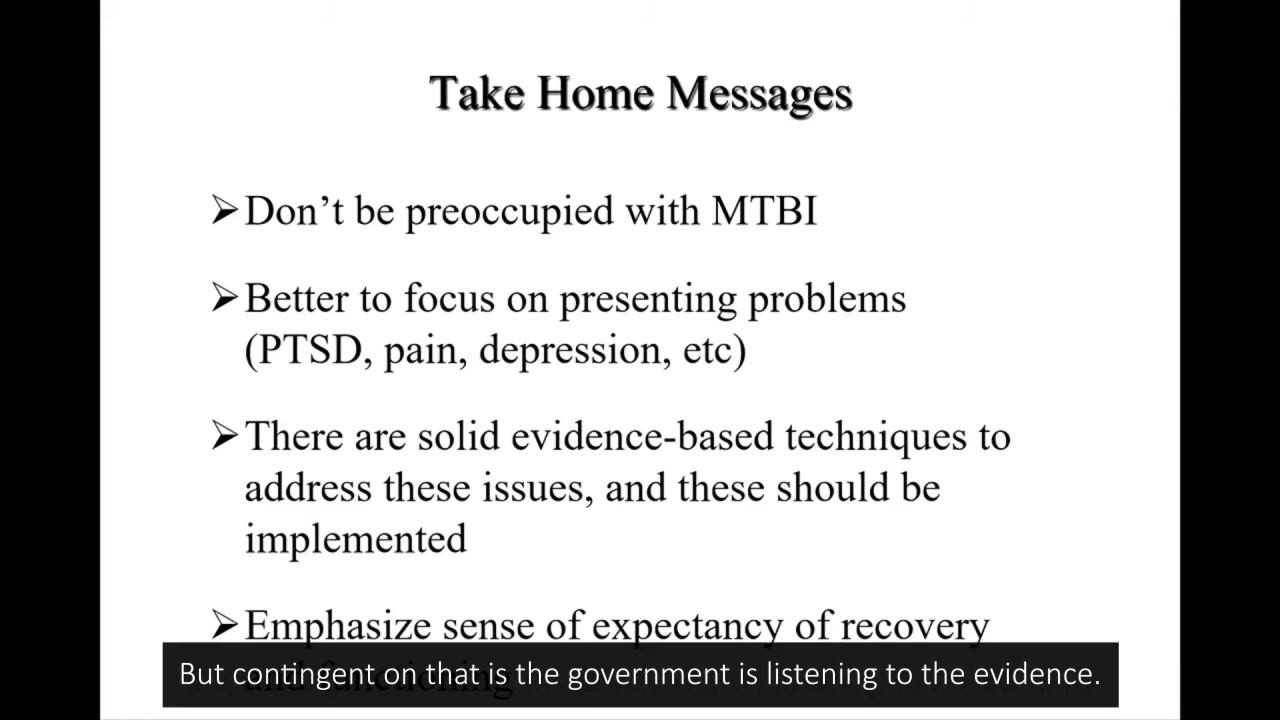 Take Home Messages
➢Don’t be preoccupied with MTBI
➢Better to focus on presenting problems
(PTSD, pain, depression, etc)
➢There are solid evidence-based techniques to
address these issues, and these should be
implemented
➢Emphasize sense of expectancy of recovery
and functioning
But contingent on that is the government is listening to the evidence.